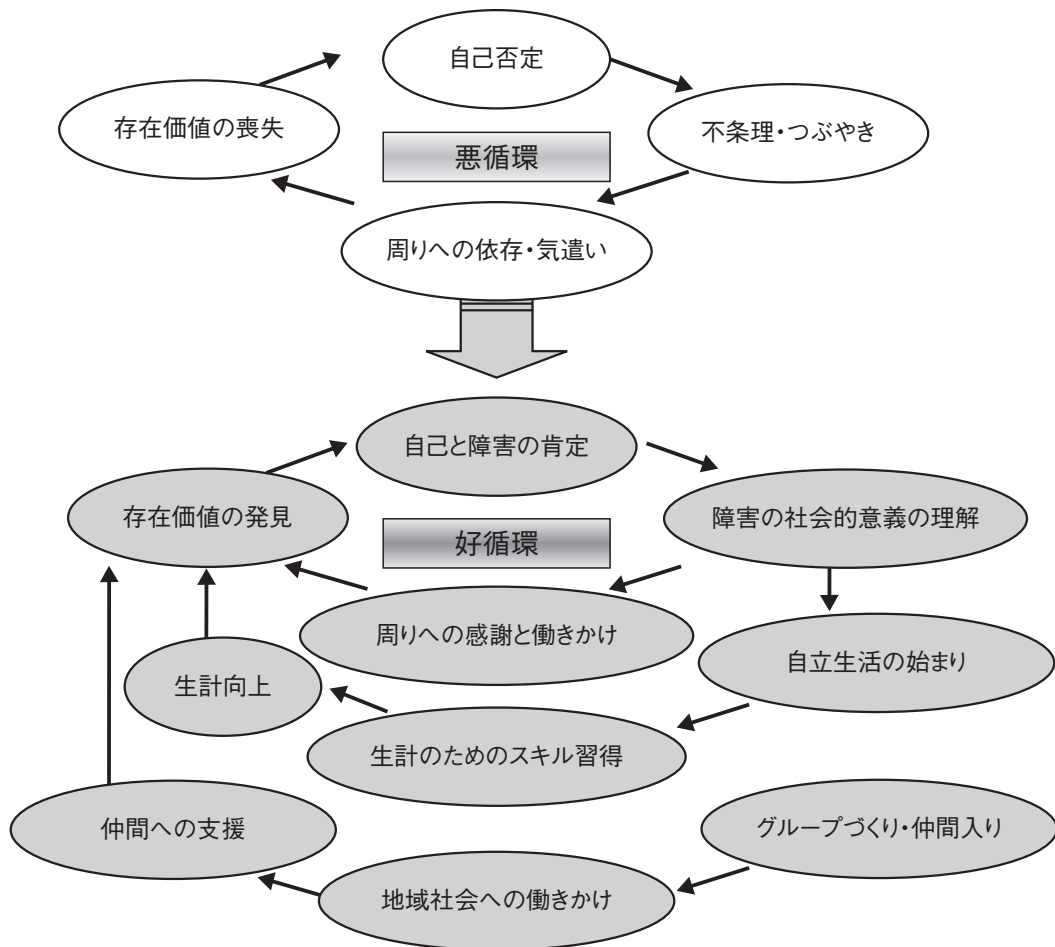 自己否定
存在価値の喪失
不条理・つぶやき
悪循環
周りへの依存・気遣い
自己と障害の肯定
存在価値の発見
障害の社会的意義の理解
好循環
周りへの感謝と働きかけ
自立生活の始まり
生計向上
生計のためのスキル習得
仲間への支援
グループづくり・仲間入り
地域社会への働きかけ